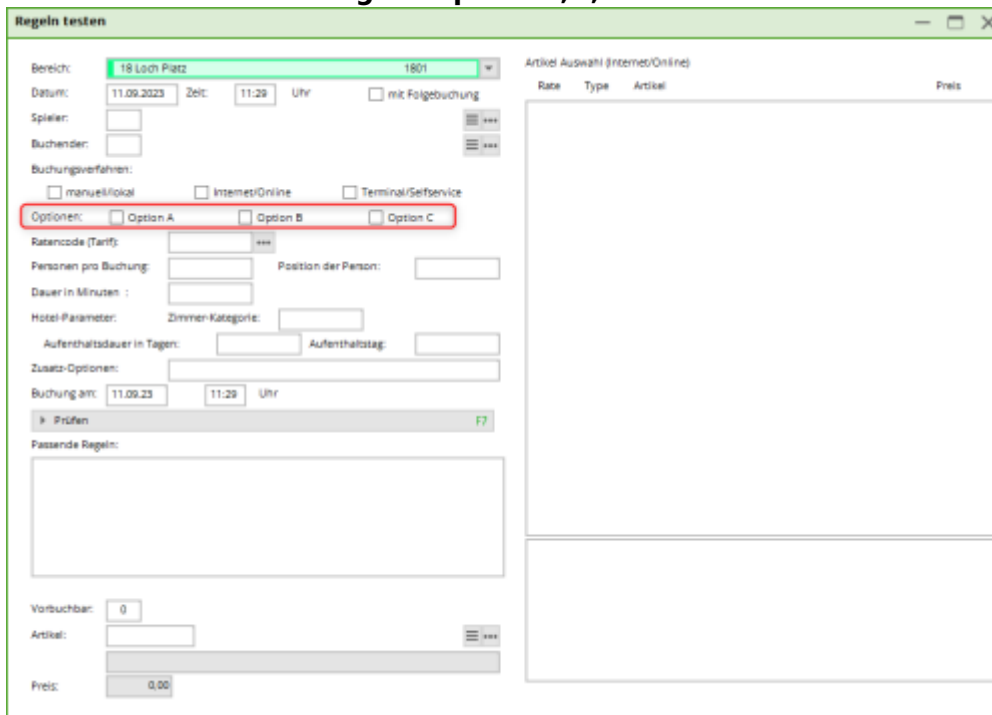 Regeln testen
Bereich: 18 Loch Platz 1801
Datum: 11.09.2023 Zeit: 11:29 Uhr mit Folgebuchung
Spieler:
Buchender:
Buchungsverfahren:
manuell/lokal Internet/Online Terminal/Selfservice
Optionen: Option A Option B Option C
Ratencode (Tarif):
Personen pro Buchung: Position der Person:
Dauer in Minuten :
Hotel-Parameter: Zimmer-Kategorie:
Aufenthaltsdauer in Tagen: Aufenthaltstag:
Zusatz-Optionen:
Buchung am: 11.09.23 11:29 Uhr
Prüfen F7
Passende Regeln:
Vorbuchbar: 0
Artikel:
Preis: 0,00
Artikel Auswahl (Internet/Online)
Rate Type Artikel Preis